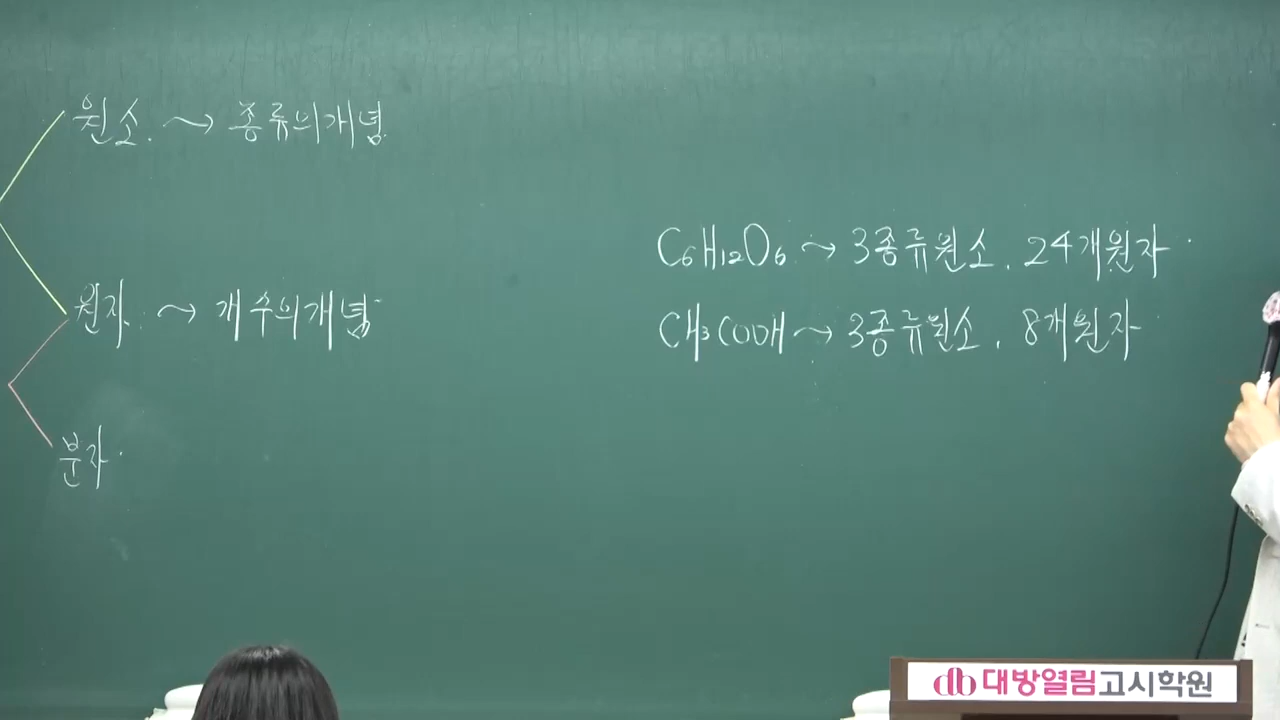 원소. → 종류의개념
C6H12O6. → 3종류원소. 24개원자.
원자. → 개수의개념
CH3COOH → 3종류원소. 8개원자.
분자.
db 대방열림고시학원